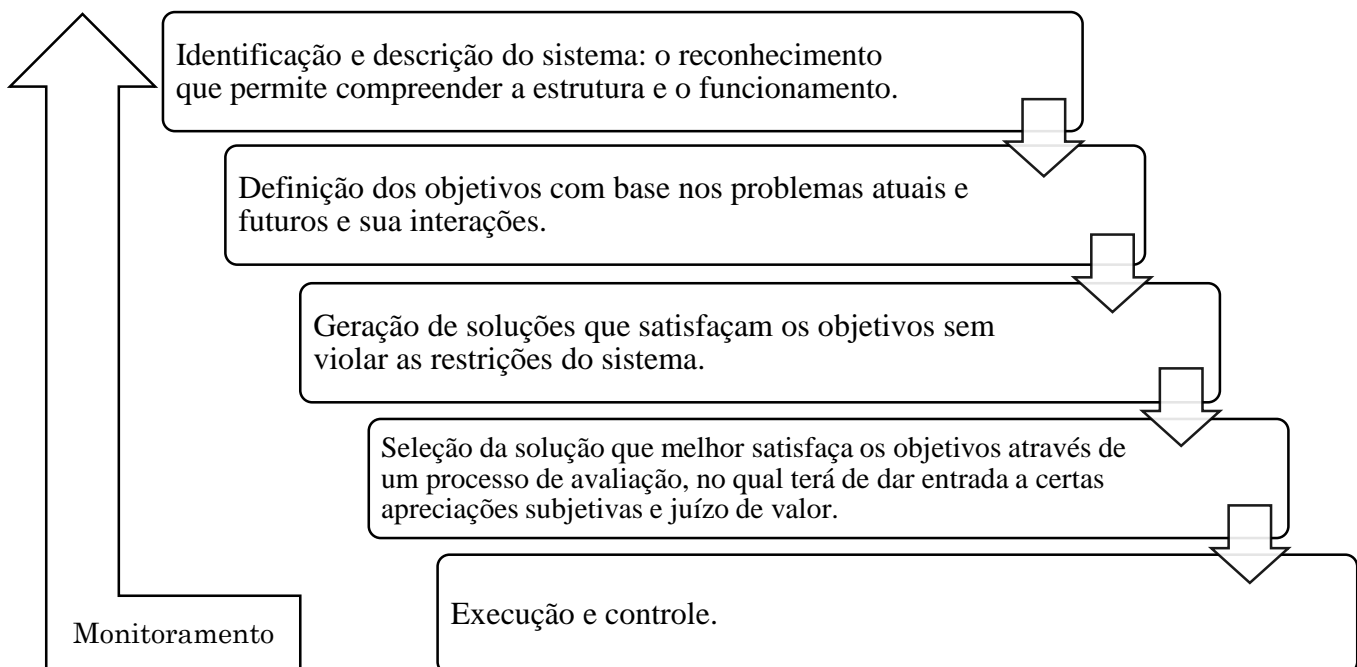 Identificação e descrição do sistema: o reconhecimento
que permite compreender a estrutura e o funcionamento.
Definição dos objetivos com base nos problemas atuais e
futuros e sua interações.
Geração de soluções que satisfaçam os objetivos sem
violar as restrições do sistema.
Seleção da solução que melhor satisfaça os objetivos através de
um processo de avaliação, no qual terá de dar entrada a certas
apreciações subjetivas e juízo de valor.
Execução e controle.
Monitoramento